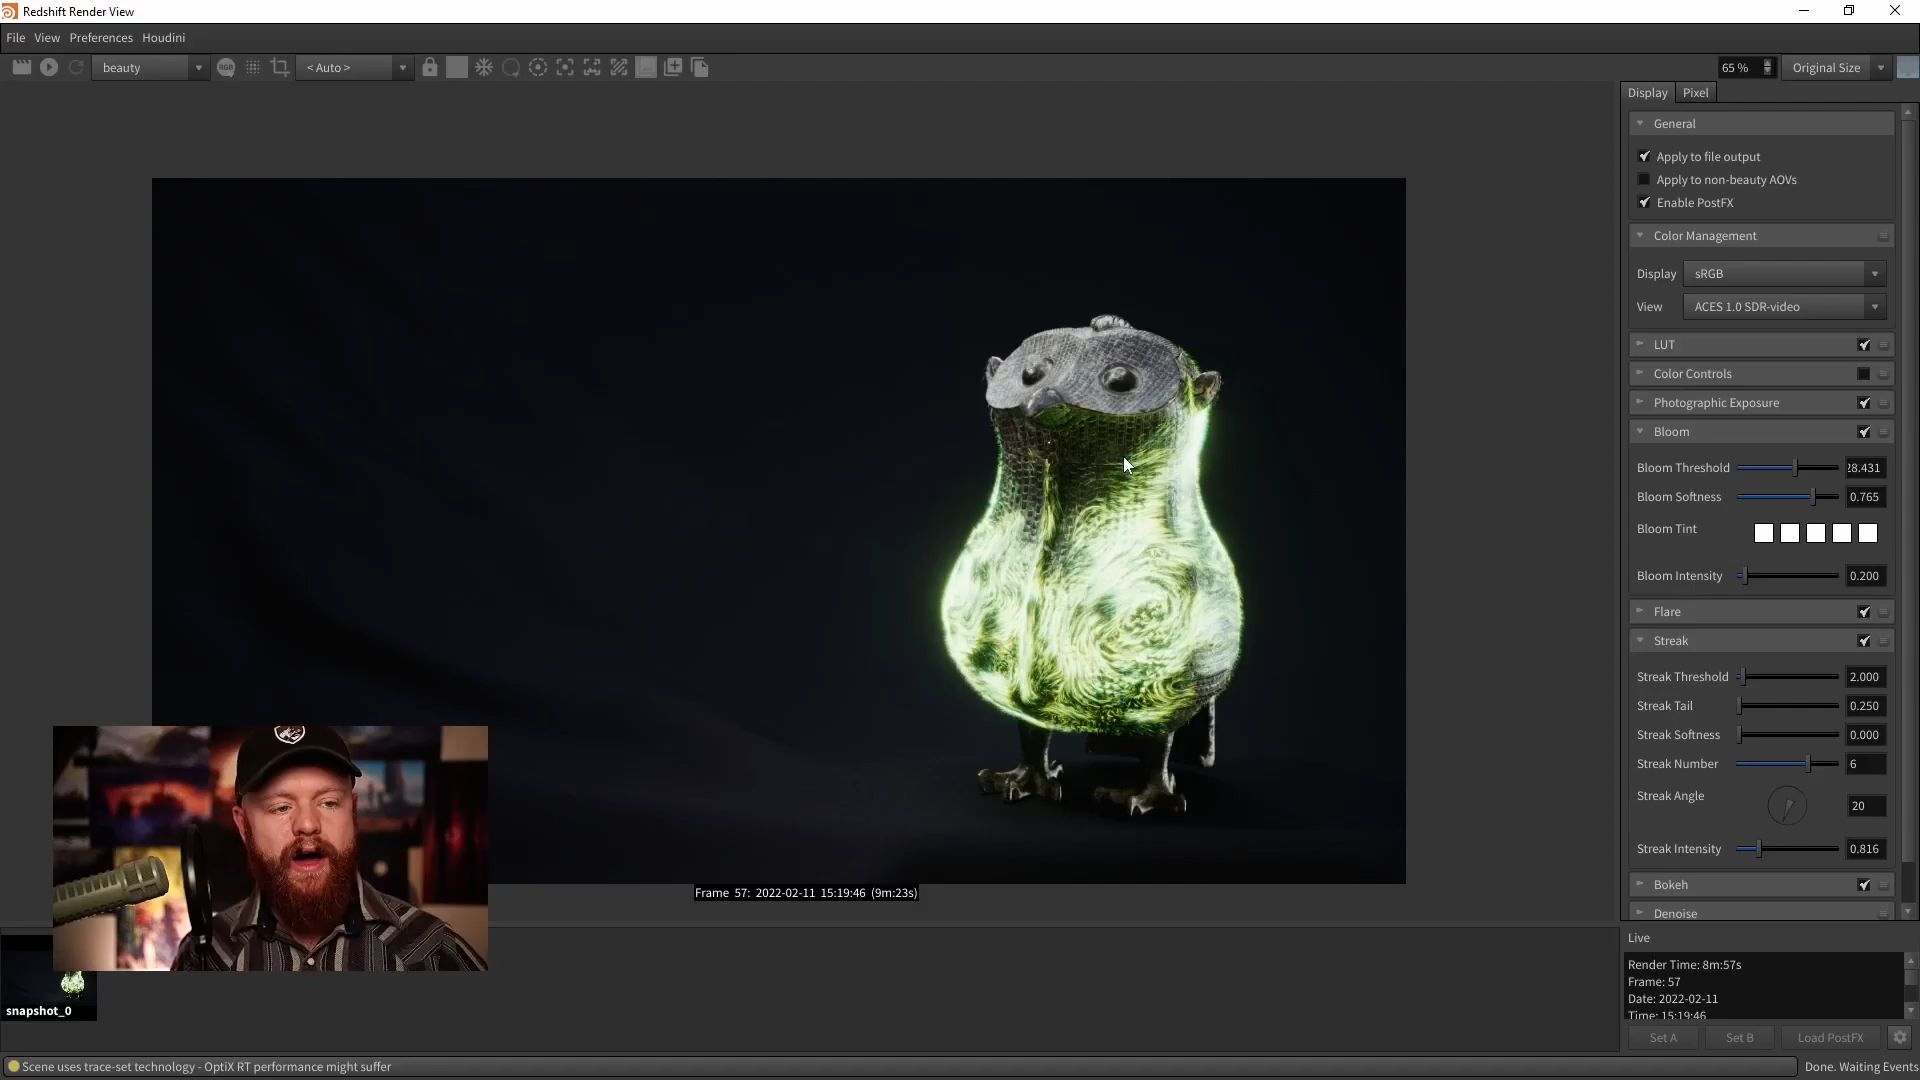 Redshift Render View
File View Preferences Houdini
beauty
RGB
< Auto >
65 %
Original Size
Display Pixel
General
Apply to file output
Apply to non-beauty AOVs
Enable PostFX
Color Management
Display sRGB
View ACES 1.0 SDR-video
LUT
Color Controls
Photographic Exposure
Bloom
Bloom Threshold 28.431
Bloom Softness 0.765
Bloom Tint
Bloom Intensity 0.200
Flare
Streak
Streak Threshold 2.000
Streak Tail 0.250
Streak Softness 0.000
Streak Number 6
Streak Angle 20
Streak Intensity 0.816
Bokeh
Denoise
Frame 57: 2022-02-11 15:19:46 (9m:23s)
Live
Render Time: 8m:57s
Frame: 57
Date: 2022-02-11
Time: 15:19:46
snapshot_0
Set A Set B Load PostFX
Scene uses trace-set technology - OptiX RT performance might suffer
Done. Waiting Events